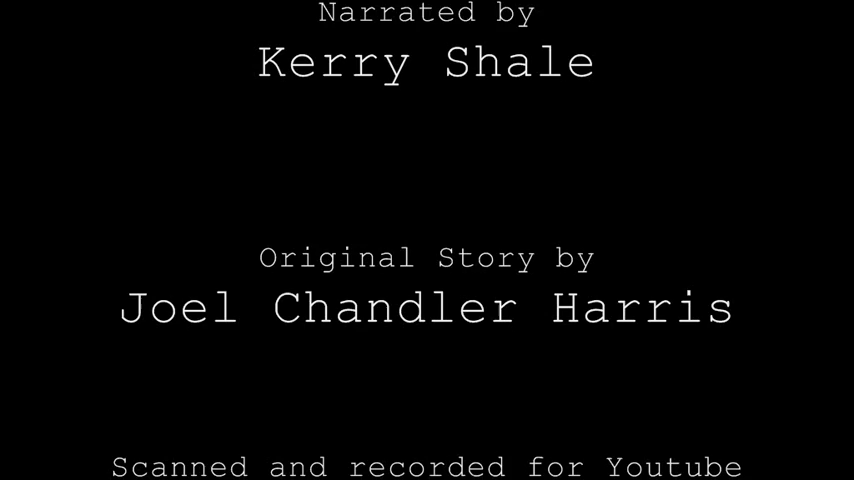 Narrated by
Kerry Shale
Original Story by
Joel Chandler Harris
Scanned and recorded for Youtube